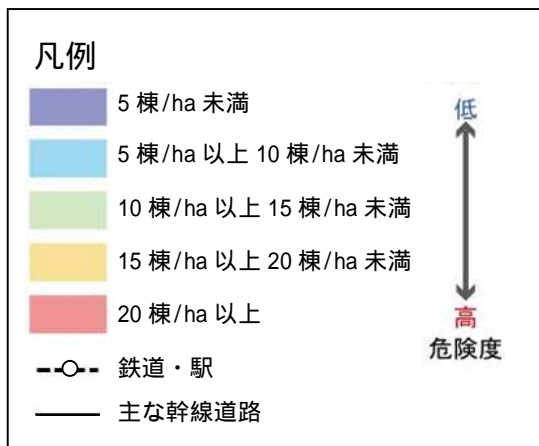 凡例
5 棟/ha 未満
5 棟/ha 以上 10 棟/ha 未満
10 棟/ha 以上 15 棟/ha 未満
15 棟/ha 以上 20 棟/ha 未満
20 棟/ha 以上
鉄道・駅
主な幹線道路
低
高
危険度